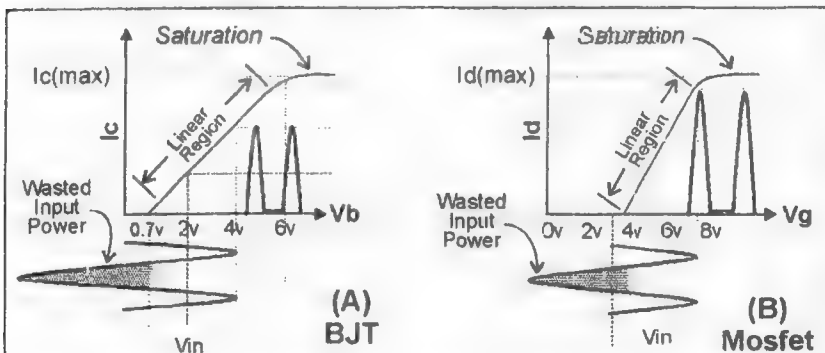 Saturation
Ic(max)
Linear
Region
Ic
Wasted
Input
Power
0.7v 2v 4v 6v Vb
Vin
(A)
BJT
Saturation
Id(max)
Linear
Region
Id
Wasted
Input
Power
0v 2v 4v 6v 8v Vg
Vin
(B)
Mosfet